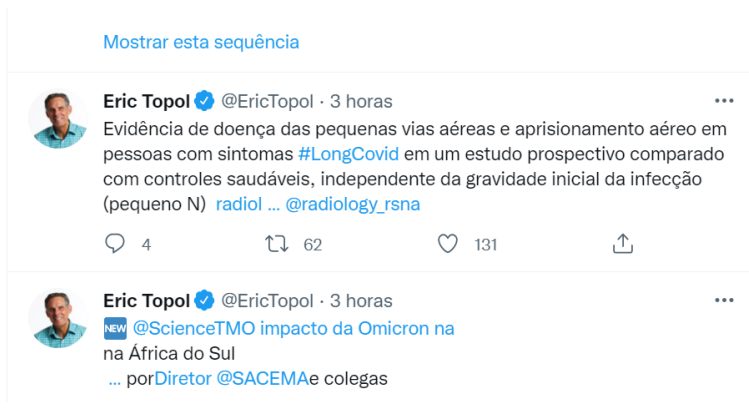 Mostrar esta sequência
Eric Topol @EricTopol · 3 horas
Evidência de doença das pequenas vias aéreas e aprisionamento aéreo em
pessoas com sintomas #LongCovid em um estudo prospectivo comparado
com controles saudáveis, independente da gravidade inicial da infecção
(pequeno N) radiol ... @radiology_rsna
4 62 131
Eric Topol @EricTopol · 3 horas
NEW @ScienceTMO impacto da Omicron na
na África do Sul
... porDiretor @SACEMAe colegas